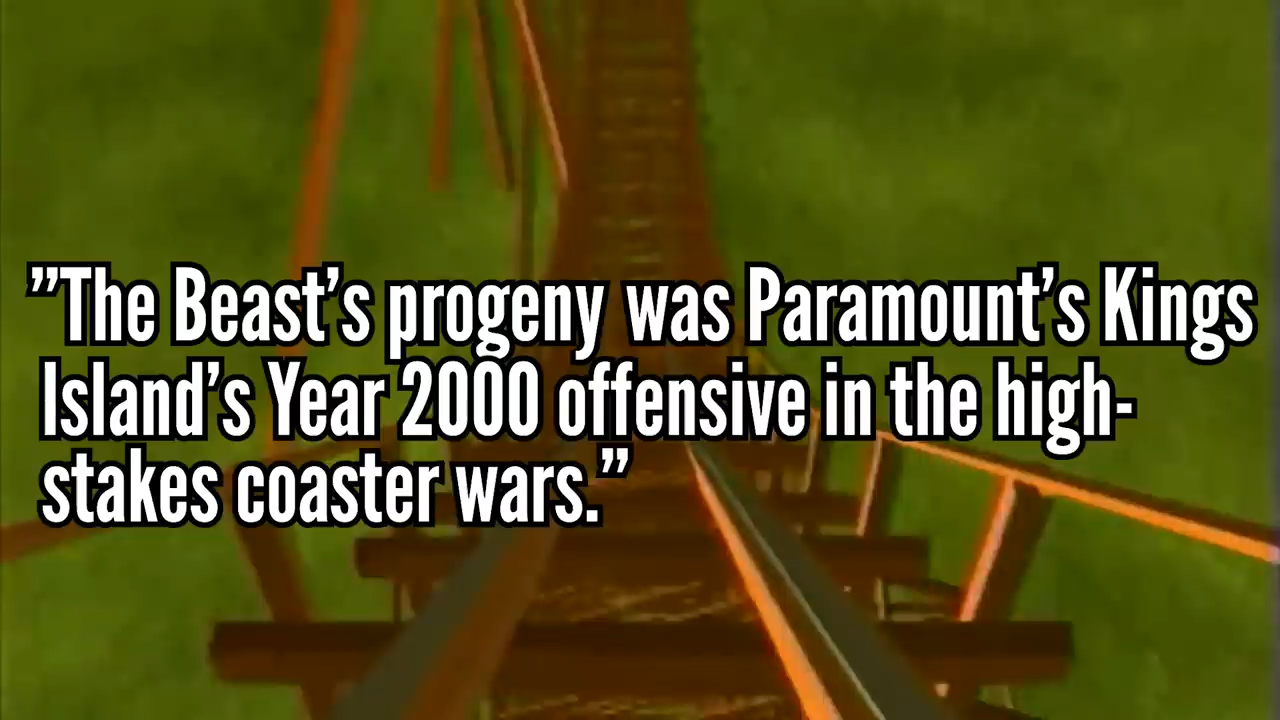 ”The Beast’s progeny was Paramount’s Kings
Island’s Year 2000 offensive in the high-
stakes coaster wars.”